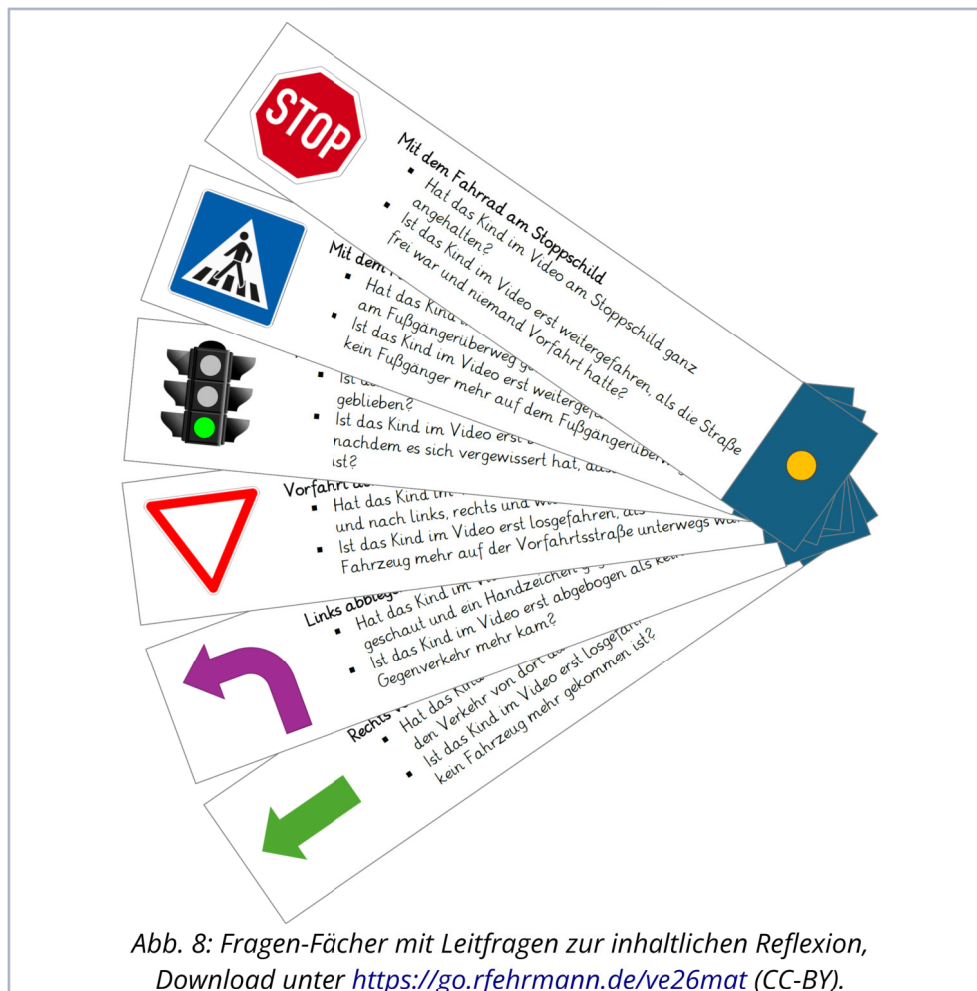 STOP
Mit dem Fahrrad am Stoppschild
▪ Hat das Kind im Video am Stoppschild ganz
angehalten?
▪ Ist das Kind im Video erst weitergefahren, als die Straße
frei war und niemand Vorfahrt hatte?
Mit dem
▪ Hat das Kind
am Fußgängerüberweg
▪ Ist das Kind im Video erst
kein Fußgänger mehr auf dem Fußgängerüberweg
▪ Ist
geblieben?
▪ Ist das Kind im Video erst
nachdem es sich vergewissert hat,
ist?
Vorfahrt
▪ Hat das Kind im
und nach links, rechts und
▪ Ist das Kind im Video erst losgefahren, als
Fahrzeug mehr auf der Vorfahrtsstraße unterwegs
Links
▪ Hat das Kind im
geschaut und ein Handzeichen
▪ Ist das Kind im Video erst abgebogen als
Gegenverkehr mehr kam?
Rechts
▪ Hat das Kind
den Verkehr von dort
▪ Ist das Kind im Video erst
kein Fahrzeug mehr gekommen ist?
Abb. 8: Fragen-Fächer mit Leitfragen zur inhaltlichen Reflexion,
Download unter https://go.rfehrmann.de/ve26mat (CC-BY).